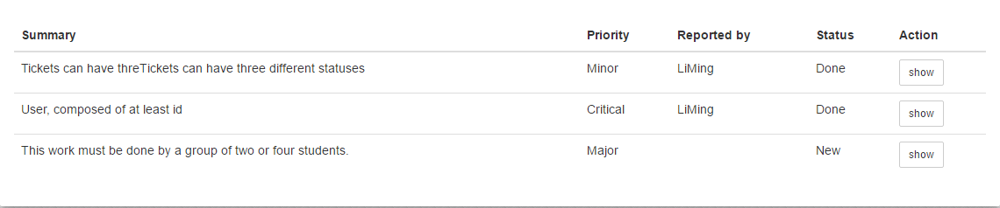 Summary Priority Reported by Status Action
Tickets can have threTickets can have three different statuses Minor LiMing Done show
User, composed of at least id Critical LiMing Done show
This work must be done by a group of two or four students. Major New show